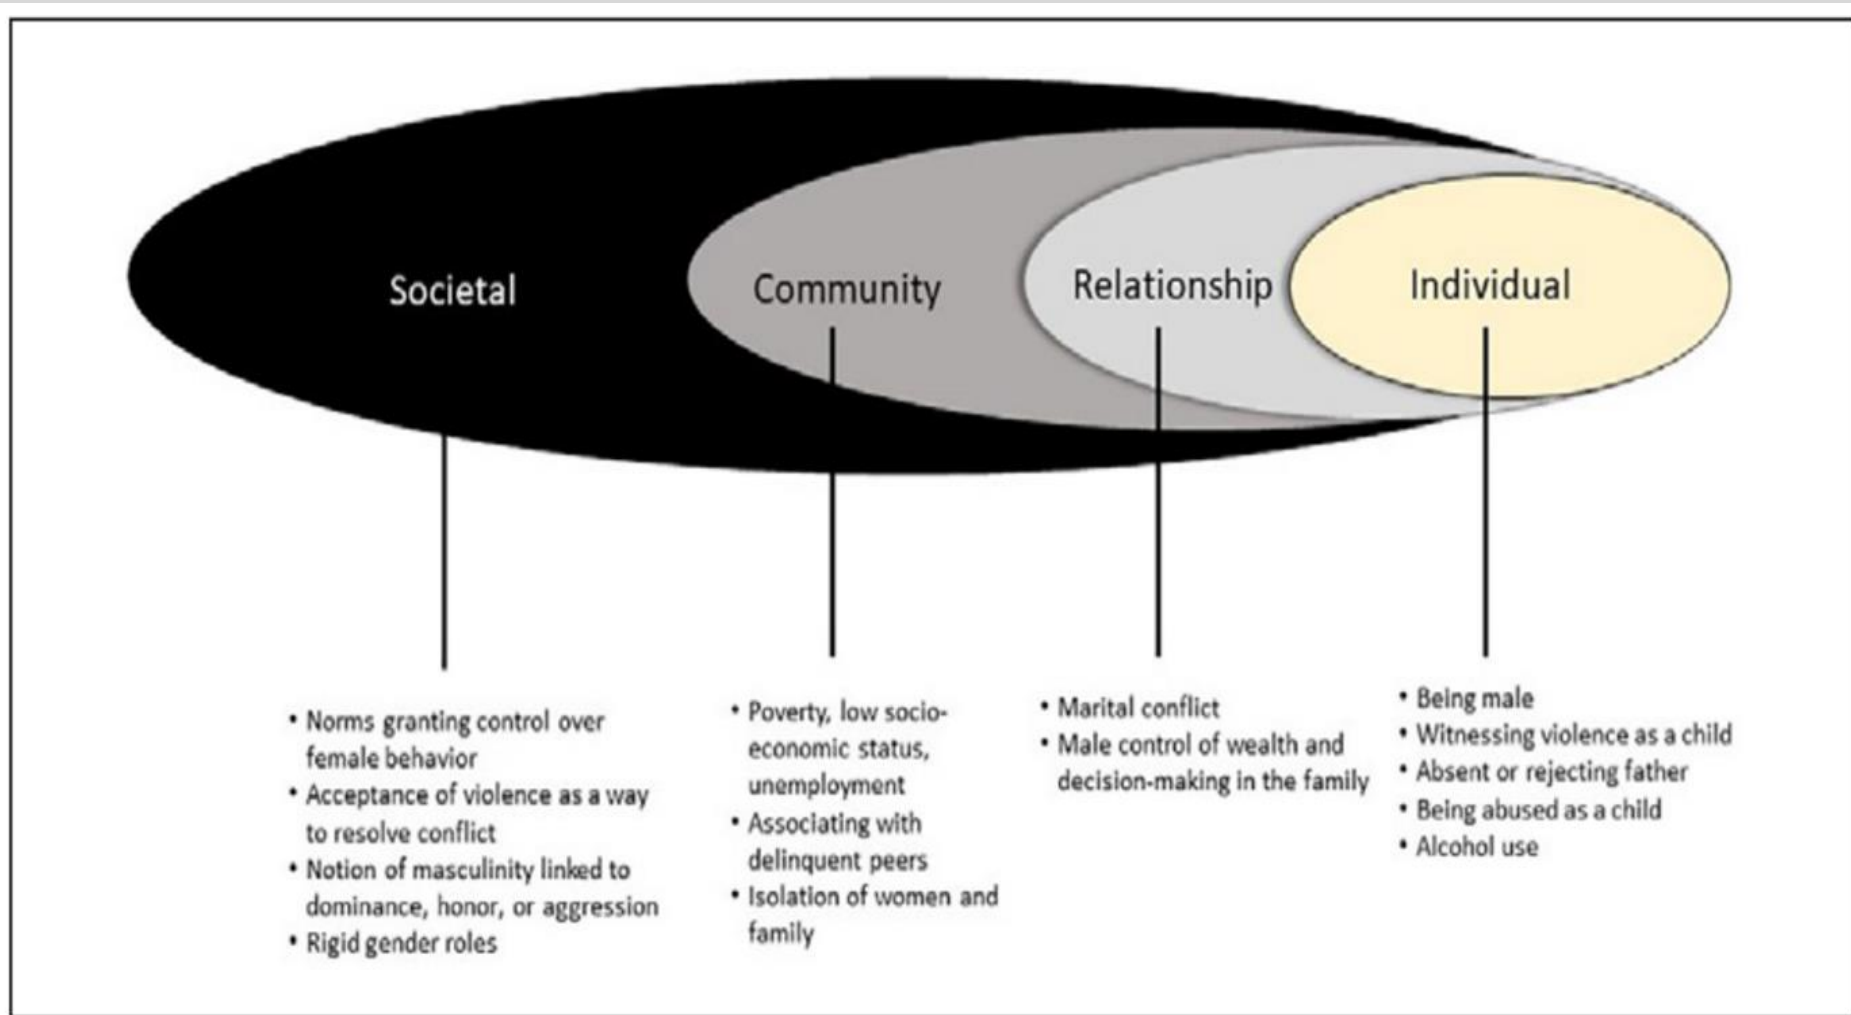 Societal
Community
Relationship
Individual
• Norms granting control over
female behavior
• Acceptance of violence as a way
to resolve conflict
• Notion of masculinity linked to
dominance, honor, or aggression
• Rigid gender roles
• Poverty, low socio-
economic status,
unemployment
• Associating with
delinquent peers
• Isolation of women and
family
• Marital conflict
• Male control of wealth and
decision-making in the family
• Being male
• Witnessing violence as a child
• Absent or rejecting father
• Being abused as a child
• Alcohol use